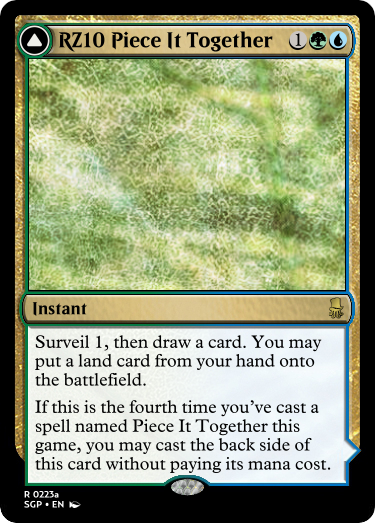 RZ10 Piece It Together 1
Instant
Surveil 1, then draw a card. You may
put a land card from your hand onto
the battlefield.
If this is the fourth time you've cast a
spell named Piece It Together this
game, you may cast the back side of
this card without paying its mana cost.
R 0223a
SGP • EN